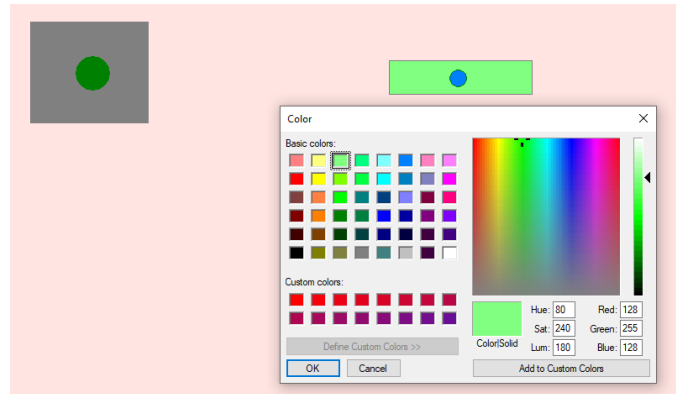 Color
Basic colors:
Custom colors:
Define Custom Colors >>
OK Cancel
Color|Solid
Hue: 80 Red: 128
Sat: 240 Green: 255
Lum: 180 Blue: 128
Add to Custom Colors